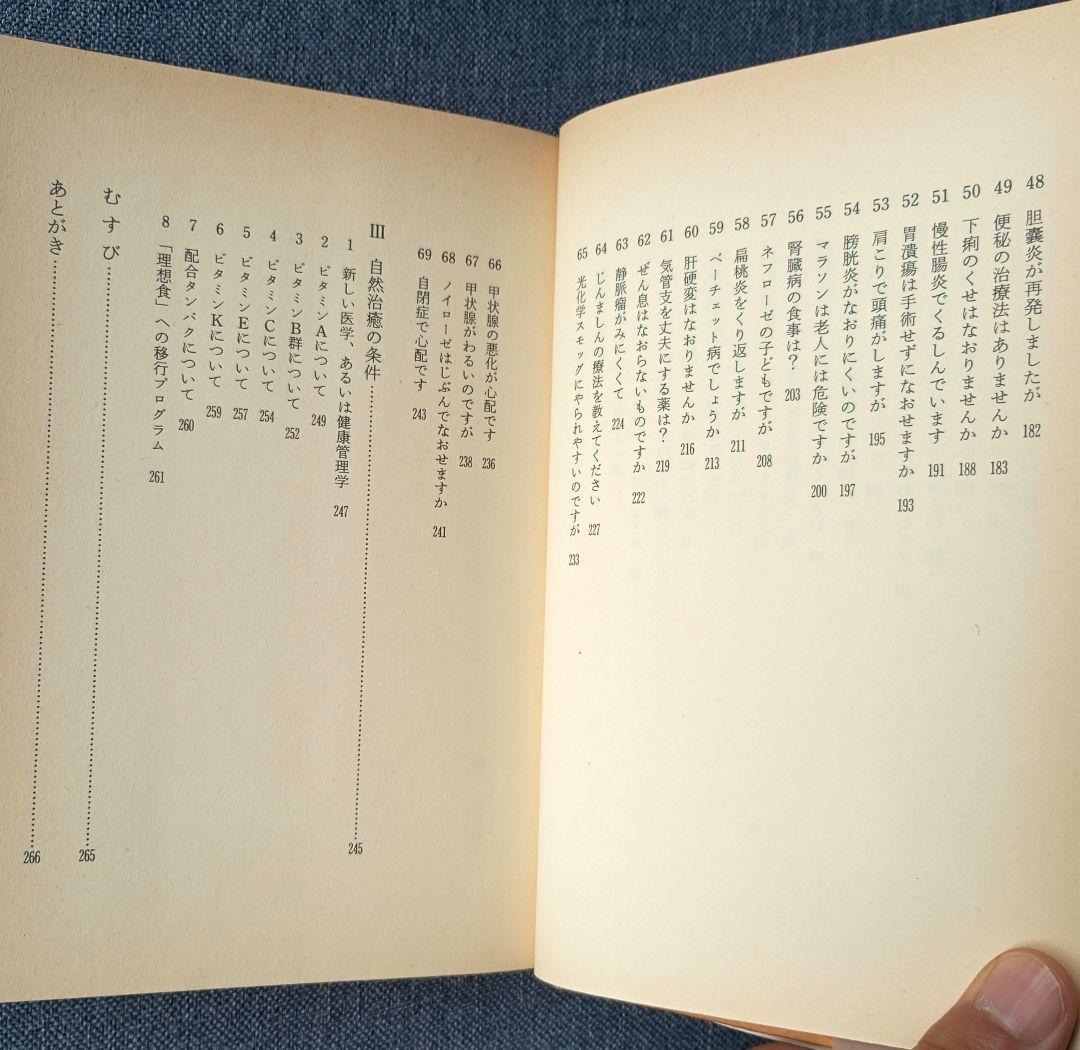 48 胆嚢炎が再発しましたが 182
49 便秘の治療法はありませんか 183
50 下痢のくせはなおりませんか 188
51 慢性腸炎でくるしんでいます 191
52 胃潰瘍は手術せずになおせますか 193
53 肩こりで頭痛がしますが 195
54 膀胱炎がなおりにくいのですが 197
55 マラソンは老人には危険ですか 200
56 腎臓病の食事は? 203
57 ネフローゼの子どもですが 208
58 扁桃炎をくり返しますが 211
59 ベーチェット病でしょうか 213
60 肝硬変はなおりませんか 216
61 気管支を丈夫にする薬は? 219
62 ぜん息はなおらないものですか 222
63 静脈瘤がみにくくて 224
64 じんましんの療法を教えてください 227
65 光化学スモッグにやられやすいのですが 233
66 甲状腺の悪化が心配です 236
67 甲状腺がわるいのですが 238
68 ノイローゼはじぶんでなおせますか 241
69 自閉症で心配です 243
Ⅲ 自然治癒の条件………………………………245
1 新しい医学、あるいは健康管理学 247
2 ビタミンAについて 249
3 ビタミンB群について 252
4 ビタミンCについて 254
5 ビタミンEについて 257
6 ビタミンKについて 259
7 配合タンパクについて 260
8 「理想食」への移行プログラム 261
むすび………………………………265
あとがき………………………………266